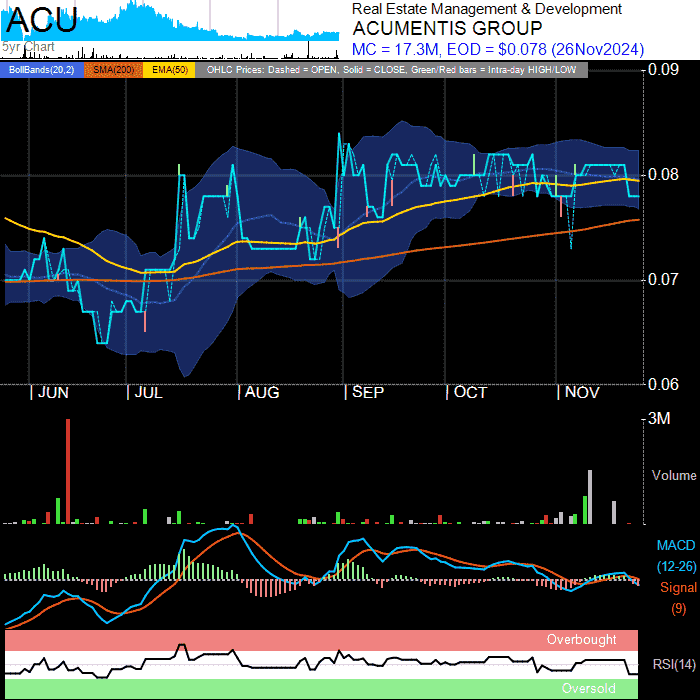 ACU
5yr Chart
Real Estate Management & Development
ACUMENTIS GROUP
MC = 17.3M, EOD = $0.078 (26Nov2024)
BollBands(20,2) SMA(200) EMA(50) OHLC Prices: Dashed = OPEN, Solid = CLOSE, Green/Red bars = Intra-day HIGH/LOW
0.09
0.08
0.07
0.06
JUN JUL AUG SEP OCT NOV
3M
Volume
MACD
(12-26)
Signal
(9)
Overbought
RSI(14)
Oversold